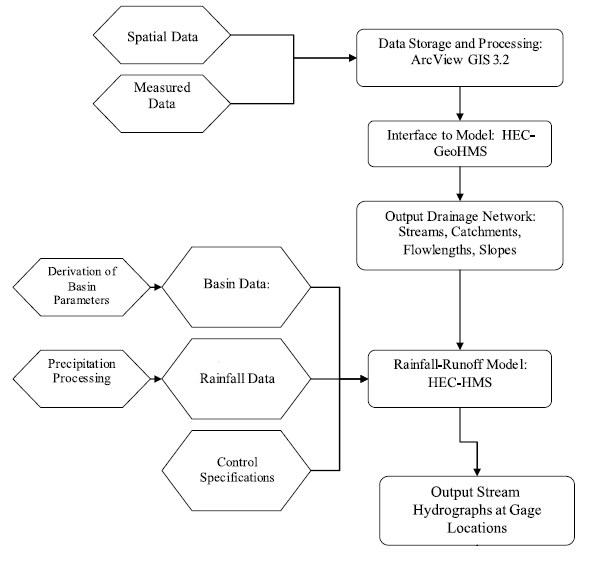 Spatial Data
Measured
Data
Data Storage and Processing:
ArcView GIS 3.2
Interface to Model: HEC-
GeoHMS
Output Drainage Network:
Streams, Catchments,
Flowlengths, Slopes
Derivation of
Basin
Parameters
Basin Data:
Precipitation
Processing
Rainfall Data
Control
Specifications
Rainfall-Runoff Model:
HEC-HMS
Output Stream
Hydrographs at Gage
Locations